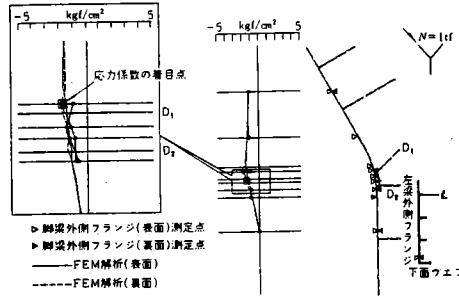 -5 kgf/cm² 5
-5 kgf/cm² 5
N=1tf
応力係数の着目点
D₁
D₂
D₁
D₂
左梁外側フランジ
下面ウェブ
▷脚梁外側フランジ(表面)測定点
▶脚梁外側フランジ(裏面)測定点
FEM解析(表面)
FEM解析(裏面)